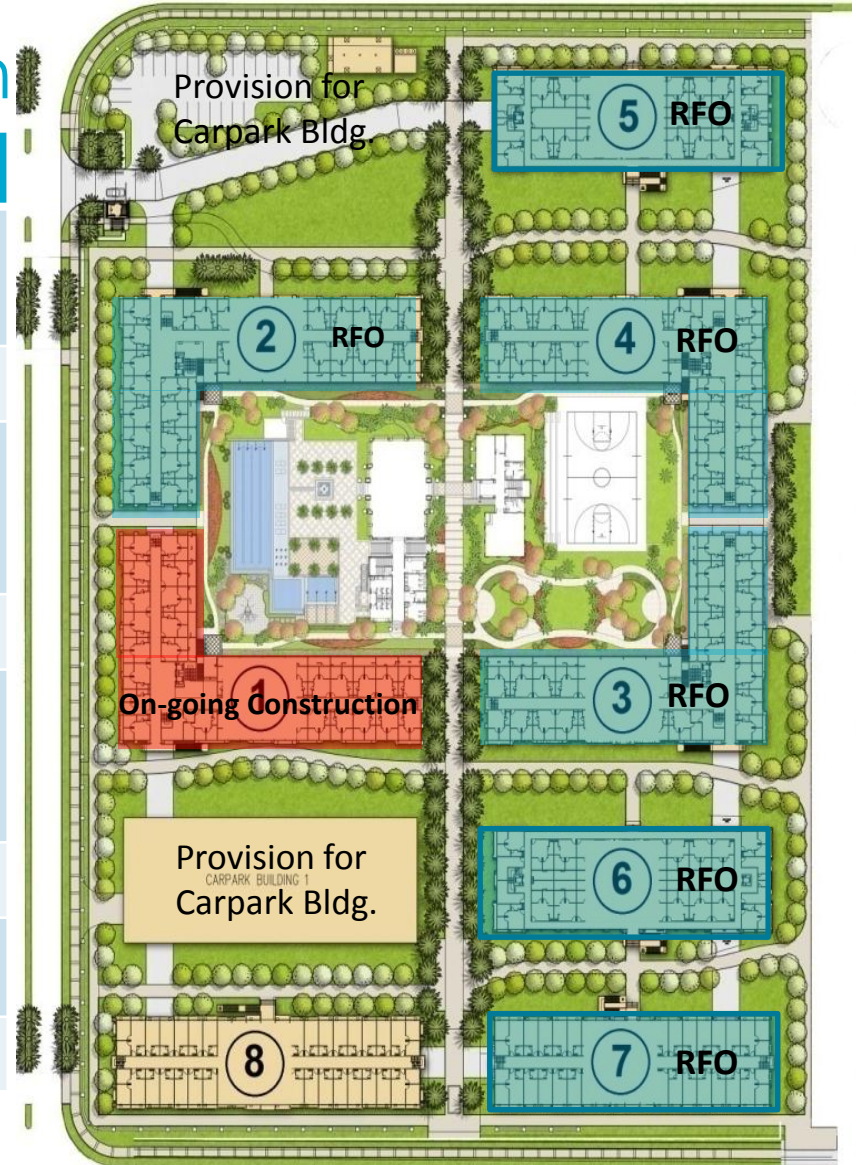 n
Provision for
Carpark Bldg.
5 RFO
2 RFO
4 RFO
1
On-going Construction
3 RFO
Provision for
CARPARK BUILDING 1
Carpark Bldg.
6 RFO
8
7 RFO